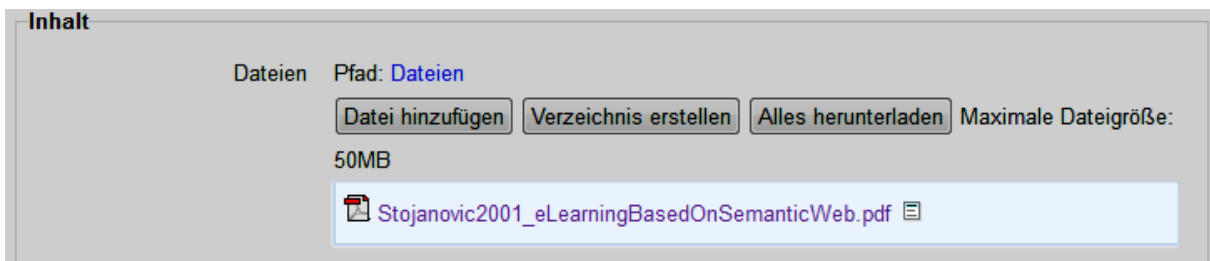 Inhalt
Dateien Pfad: Dateien
Datei hinzufügen Verzeichnis erstellen Alles herunterladen Maximale Dateigröße:
50MB
Stojanovic2001_eLearningBasedOnSemanticWeb.pdf